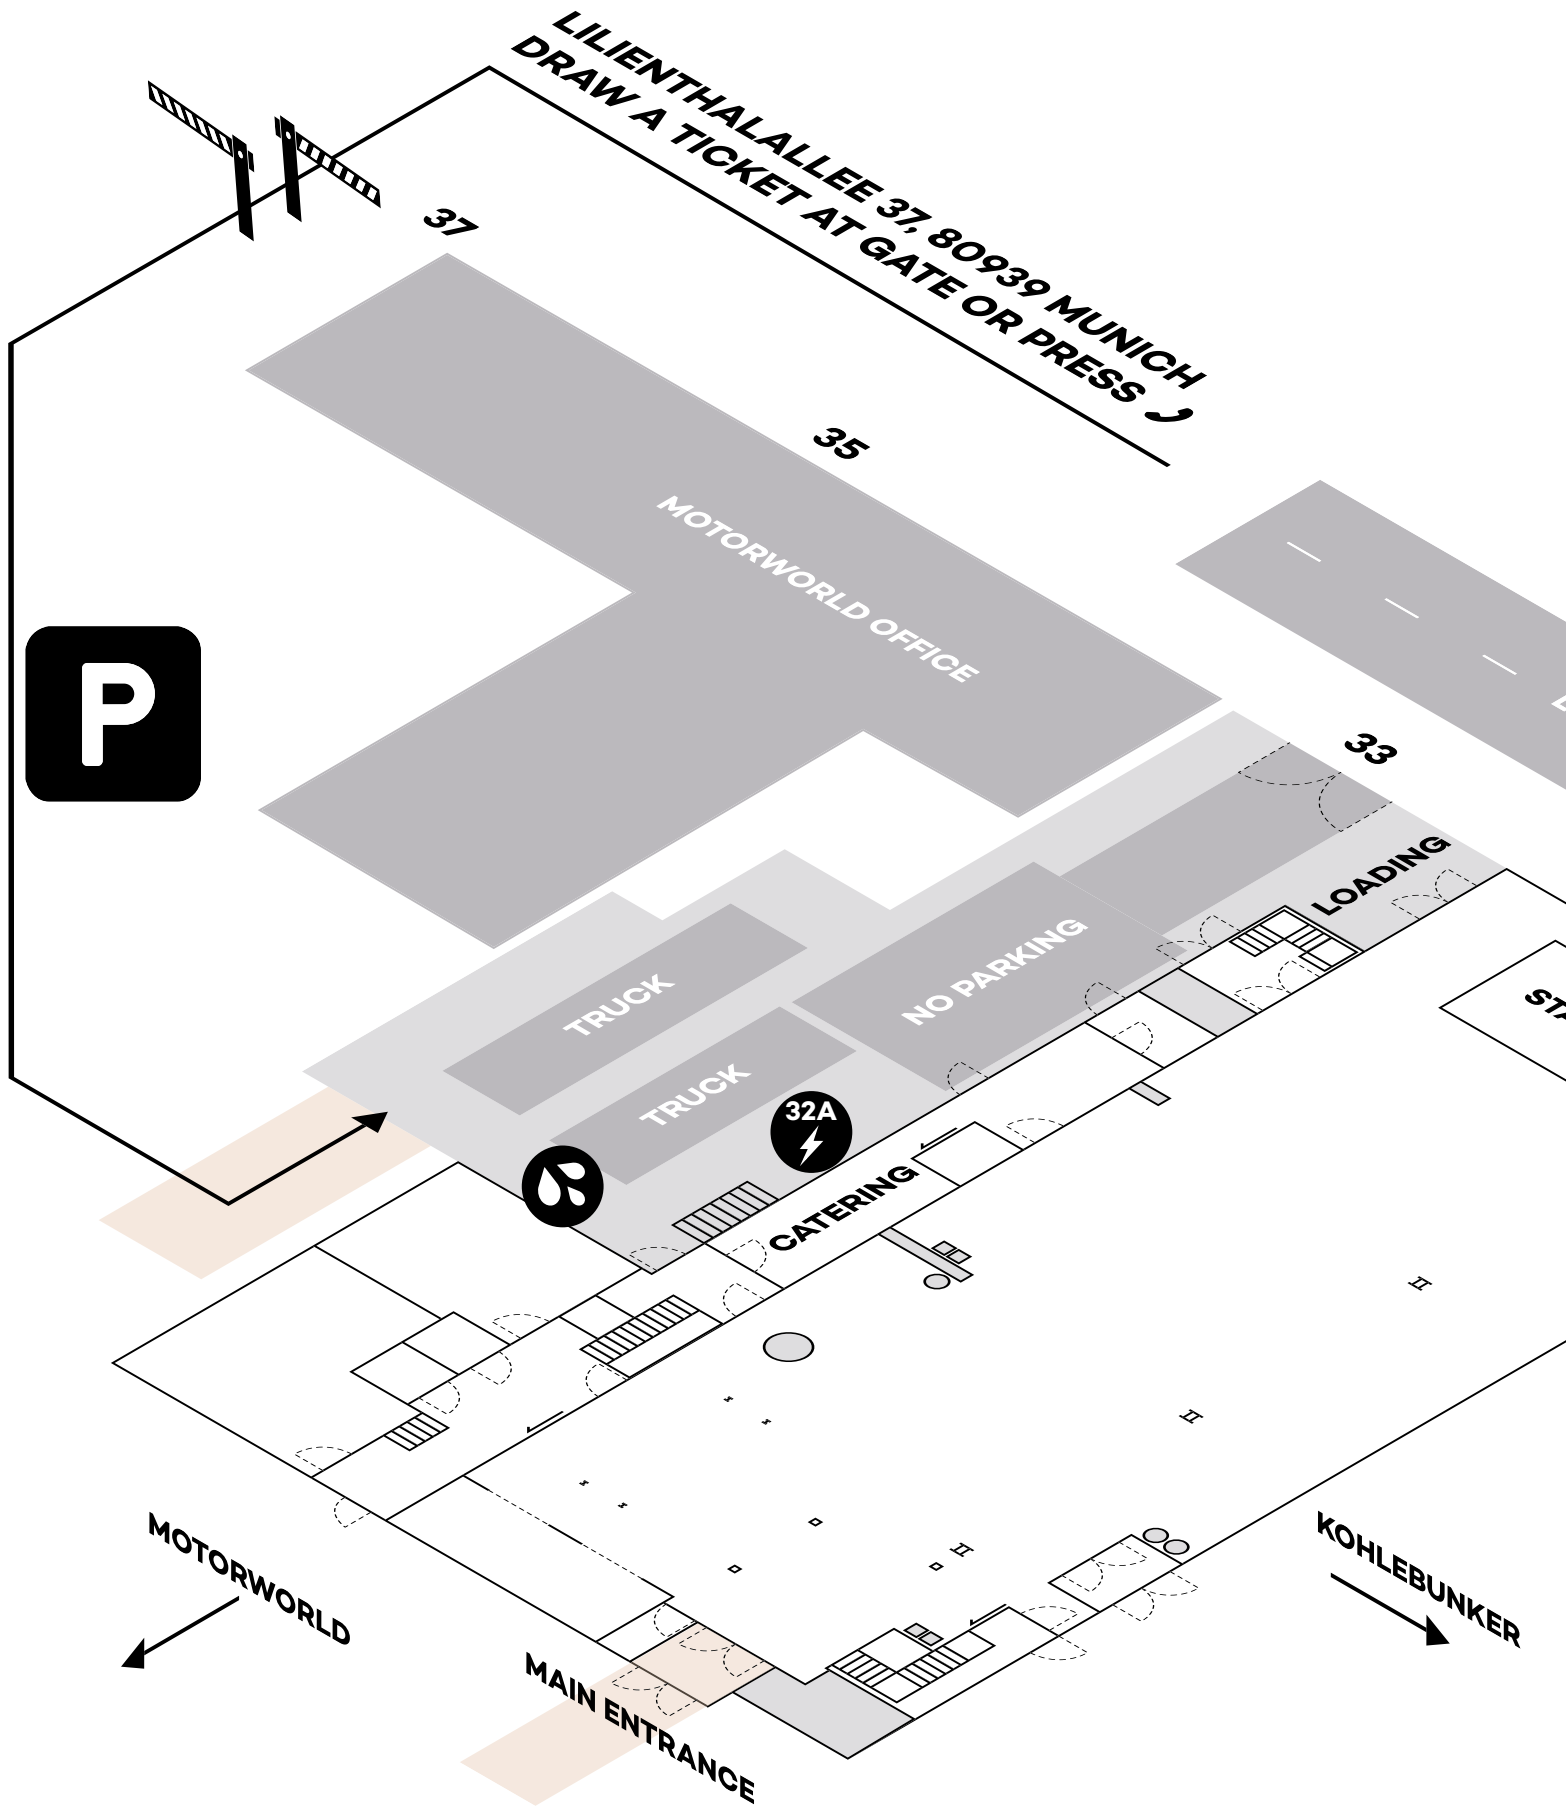 LILIENTHALALLEE 37, 80939 MUNICH
DRAW A TICKET AT GATE OR PRESS
37
35
MOTORWORLD OFFICE
P
33
LOADING
NO PARKING
TRUCK
TRUCK
32A
CATERING
MOTORWORLD
KOHLEBUNKER
MAIN ENTRANCE